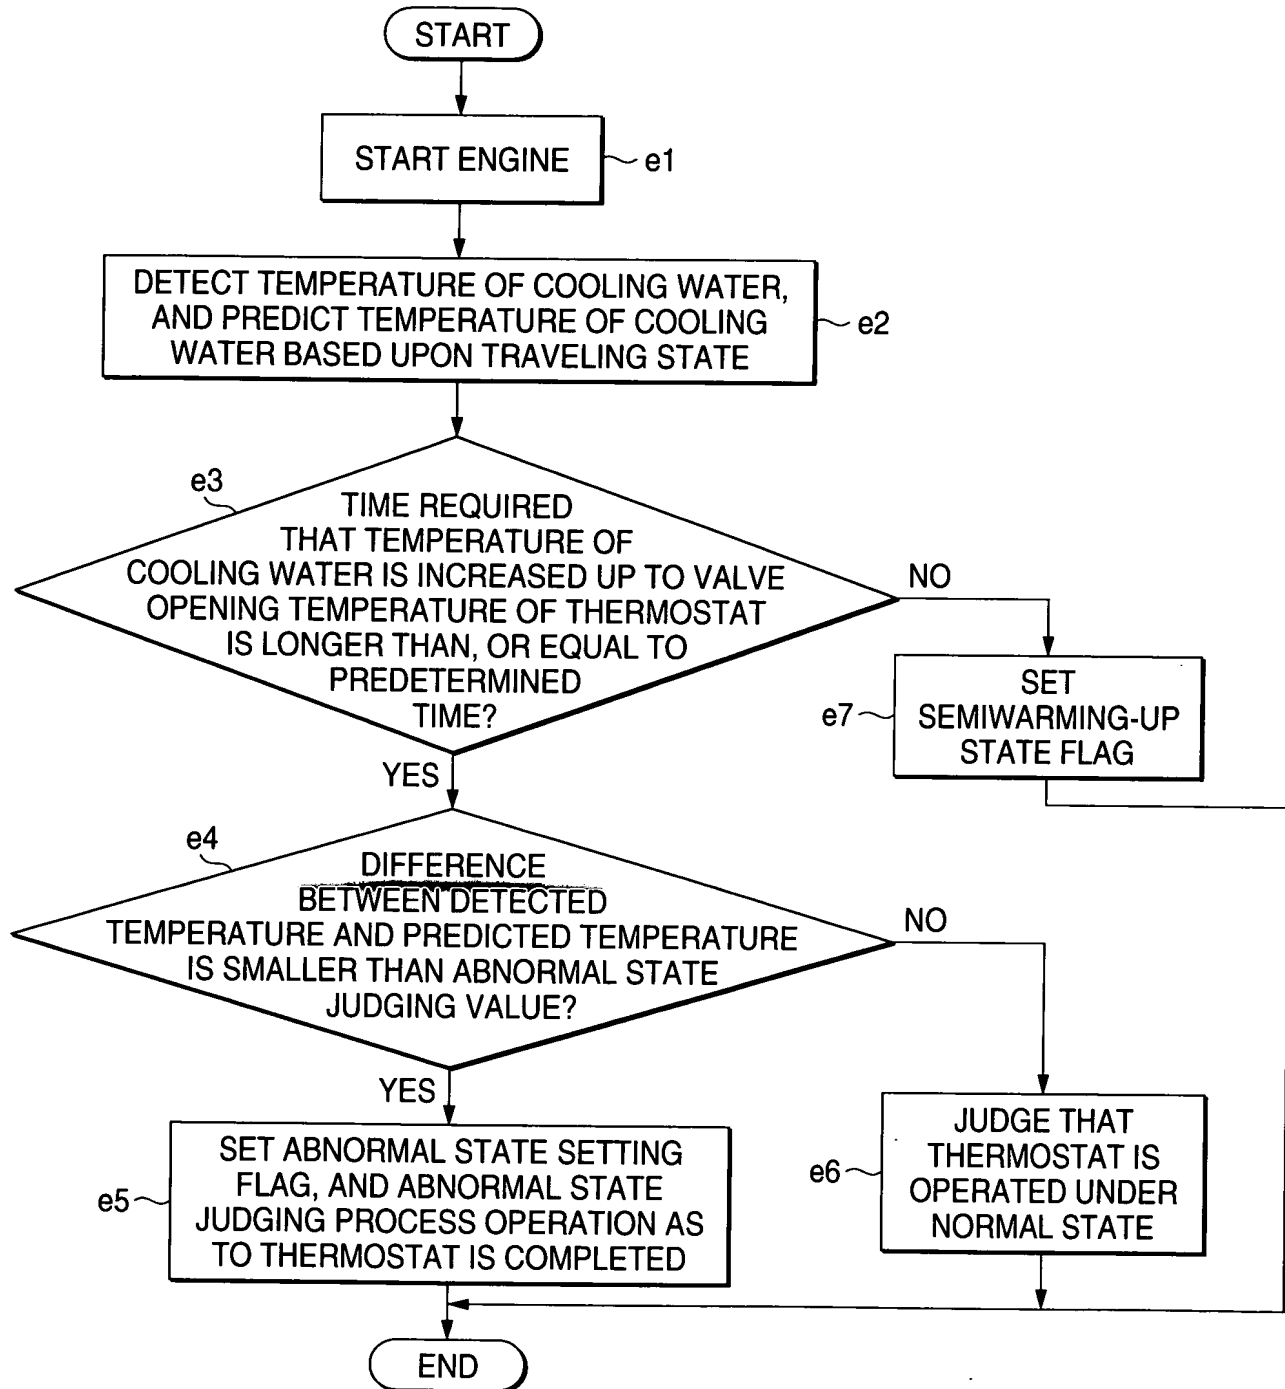 START
START ENGINE
e1
DETECT TEMPERATURE OF COOLING WATER,
AND PREDICT TEMPERATURE OF COOLING
WATER BASED UPON TRAVELING STATE
e2
e3
TIME REQUIRED
THAT TEMPERATURE OF
COOLING WATER IS INCREASED UP TO VALVE
OPENING TEMPERATURE OF THERMOSTAT
IS LONGER THAN, OR EQUAL TO
PREDETERMINED
TIME?
NO
YES
SET
SEMIWARMING-UP
STATE FLAG
e7
e4
DIFFERENCE
BETWEEN DETECTED
TEMPERATURE AND PREDICTED TEMPERATURE
IS SMALLER THAN ABNORMAL STATE
JUDGING VALUE?
NO
YES
SET ABNORMAL STATE SETTING
FLAG, AND ABNORMAL STATE
JUDGING PROCESS OPERATION AS
TO THERMOSTAT IS COMPLETED
e5
JUDGE THAT
THERMOSTAT IS
OPERATED UNDER
NORMAL STATE
e6
END